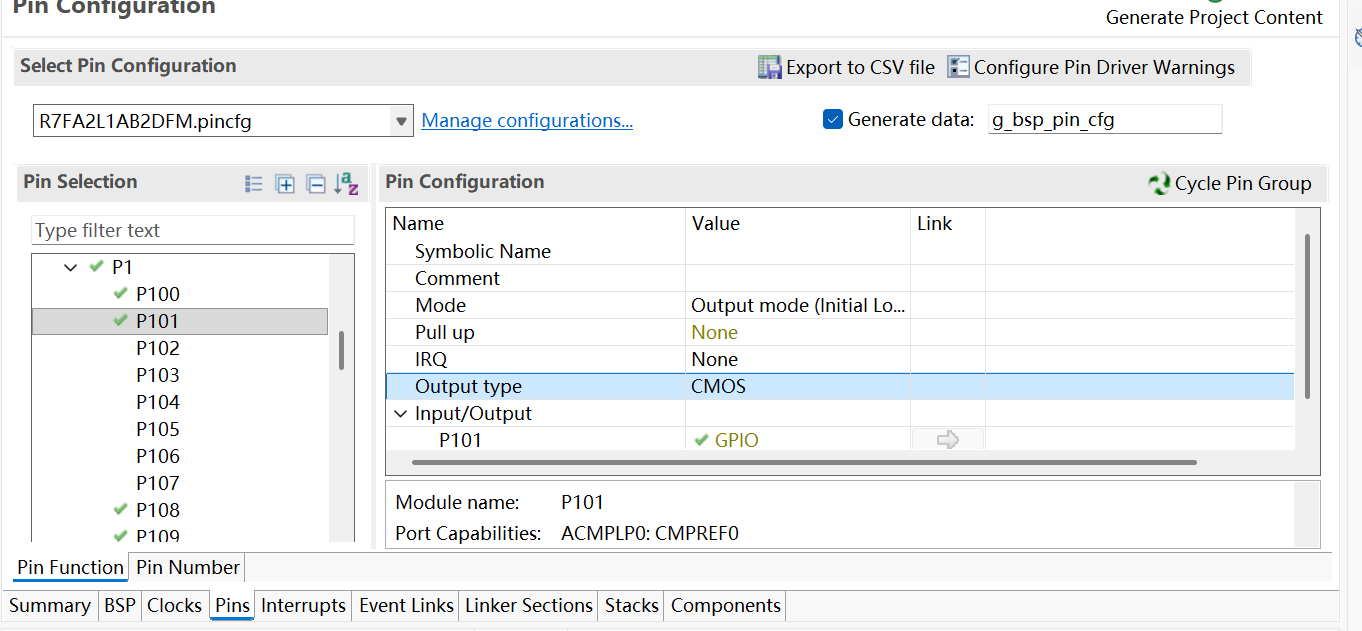 Pin Configuration
Generate Project Content
Select Pin Configuration
Export to CSV file
Configure Pin Driver Warnings
R7FA2L1AB2DFM.pincfg
Manage configurations...
Generate data:
g_bsp_pin_cfg
Pin Selection
Type filter text
P1
P100
P101
P102
P103
P104
P105
P106
P107
P108
P109
Pin Configuration
Cycle Pin Group
Name Value Link
Symbolic Name
Comment
Mode Output mode (Initial Lo...
Pull up None
IRQ None
Output type CMOS
Input/Output
P101 GPIO
Module name: P101
Port Capabilities: ACMPLP0: CMPREF0
Pin Function Pin Number
Summary BSP Clocks Pins Interrupts Event Links Linker Sections Stacks Components